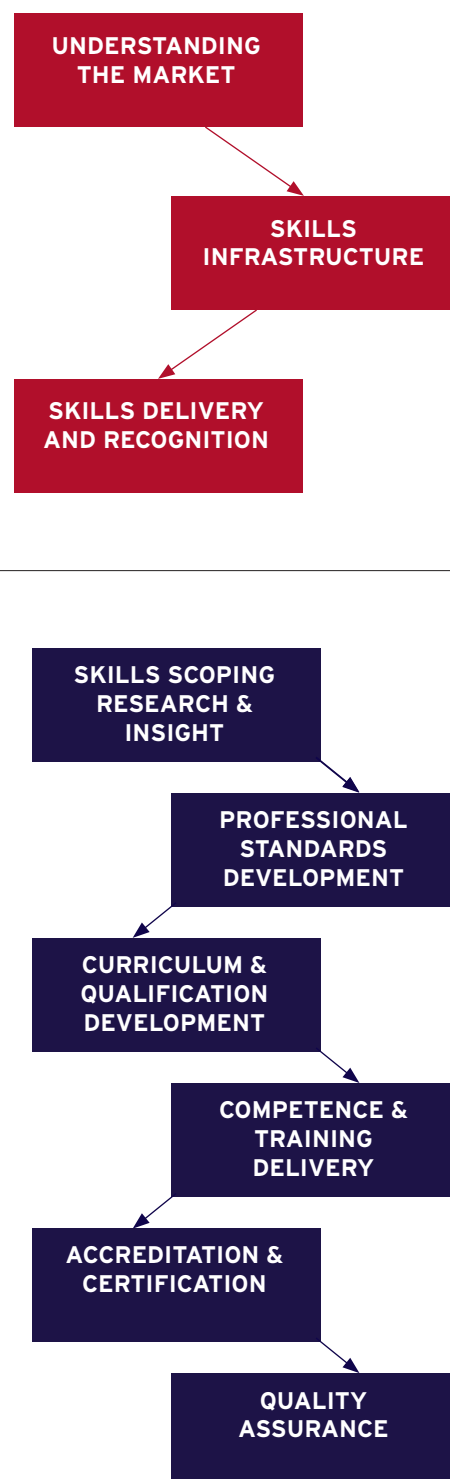 UNDERSTANDING
THE MARKET
SKILLS
INFRASTRUCTURE
SKILLS DELIVERY
AND RECOGNITION
SKILLS SCOPING
RESEARCH &
INSIGHT
PROFESSIONAL
STANDARDS
DEVELOPMENT
CURRICULUM &
QUALIFICATION
DEVELOPMENT
COMPETENCE &
TRAINING
DELIVERY
ACCREDITATION &
CERTIFICATION
QUALITY
ASSURANCE